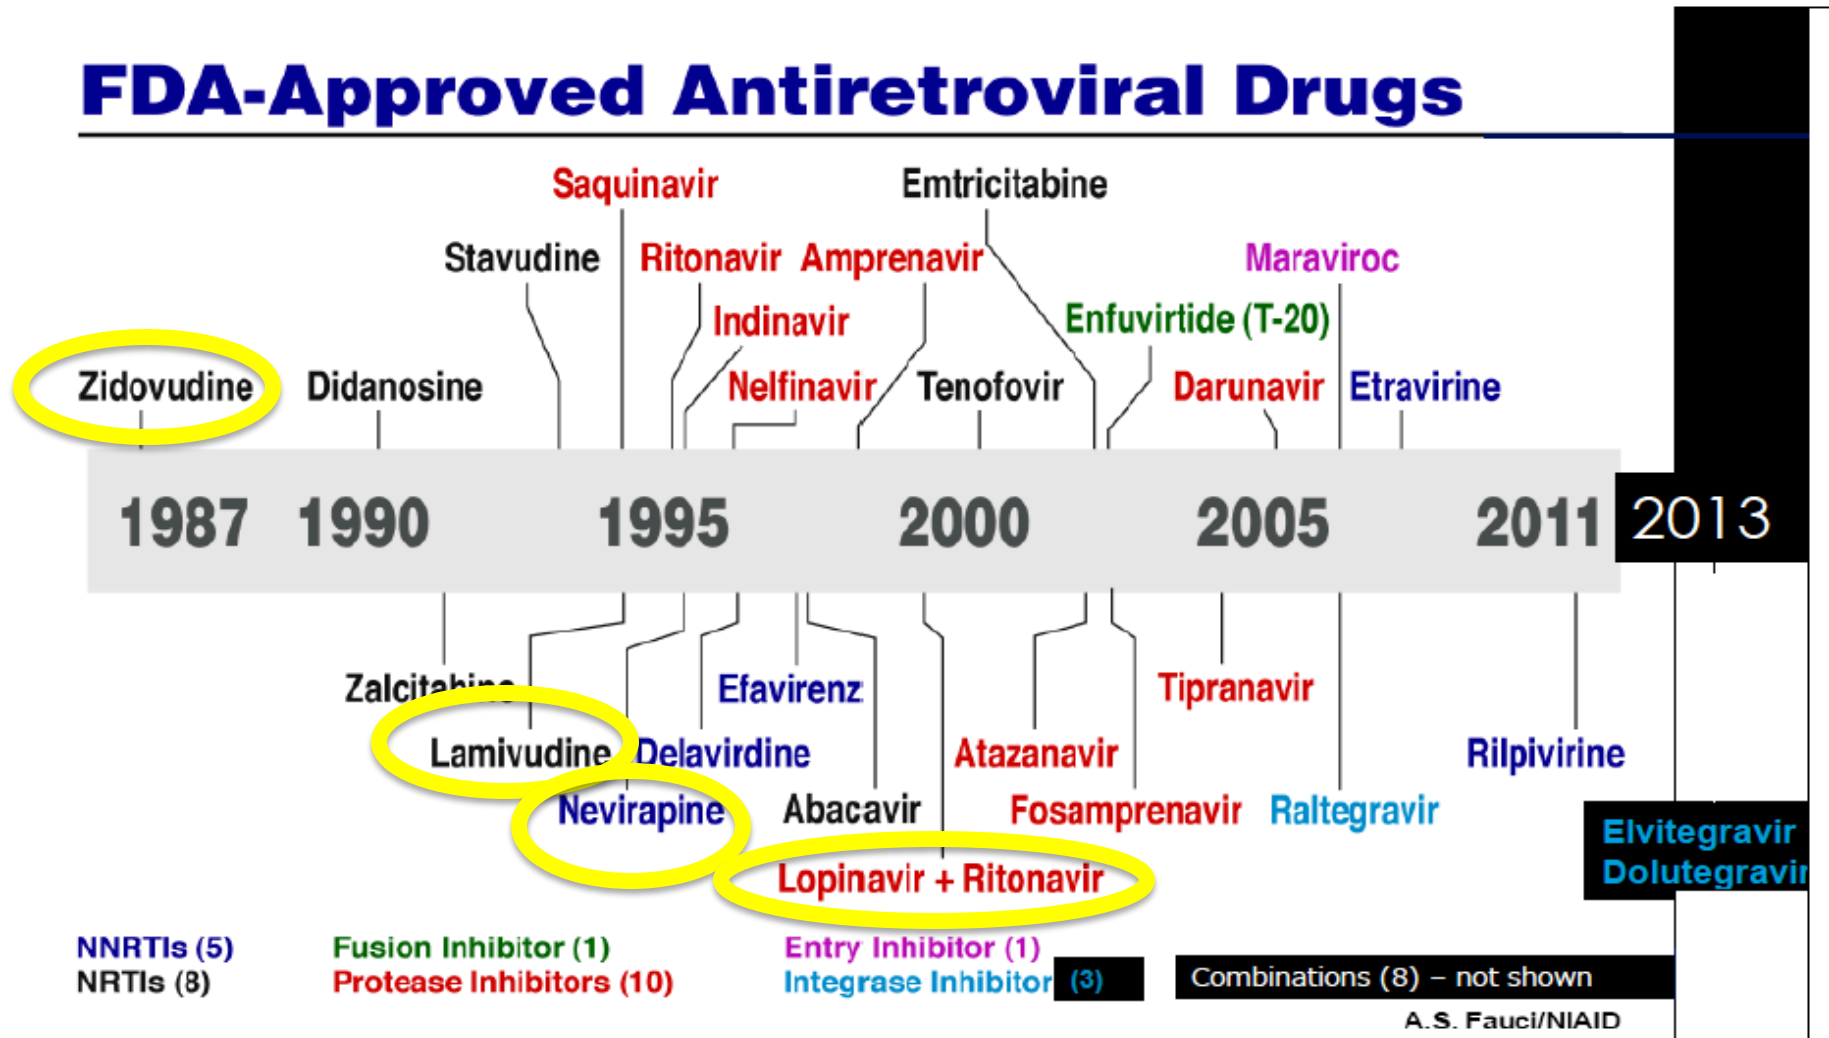 FDA-Approved Antiretroviral Drugs
Saquinavir
Emtricitabine
Stavudine
Ritonavir
Amprenavir
Maraviroc
Indinavir
Enfuvirtide (T-20)
Zidovudine
Didanosine
Nelfinavir
Tenofovir
Darunavir
Etravirine
1987
1990
1995
2000
2005
2011
2013
Zalcitabine
Efavirenz
Tipranavir
Lamivudine
Delavirdine
Atazanavir
Rilpivirine
Nevirapine
Abacavir
Fosamprenavir
Raltegravir
Elvitegravir
Dolutegravir
Lopinavir + Ritonavir
NNRTIs (5)
Fusion Inhibitor (1)
Entry Inhibitor (1)
NRTIs (8)
Protease Inhibitors (10)
Integrase Inhibitor (3)
Combinations (8) – not shown
A.S. Fauci/NIAID